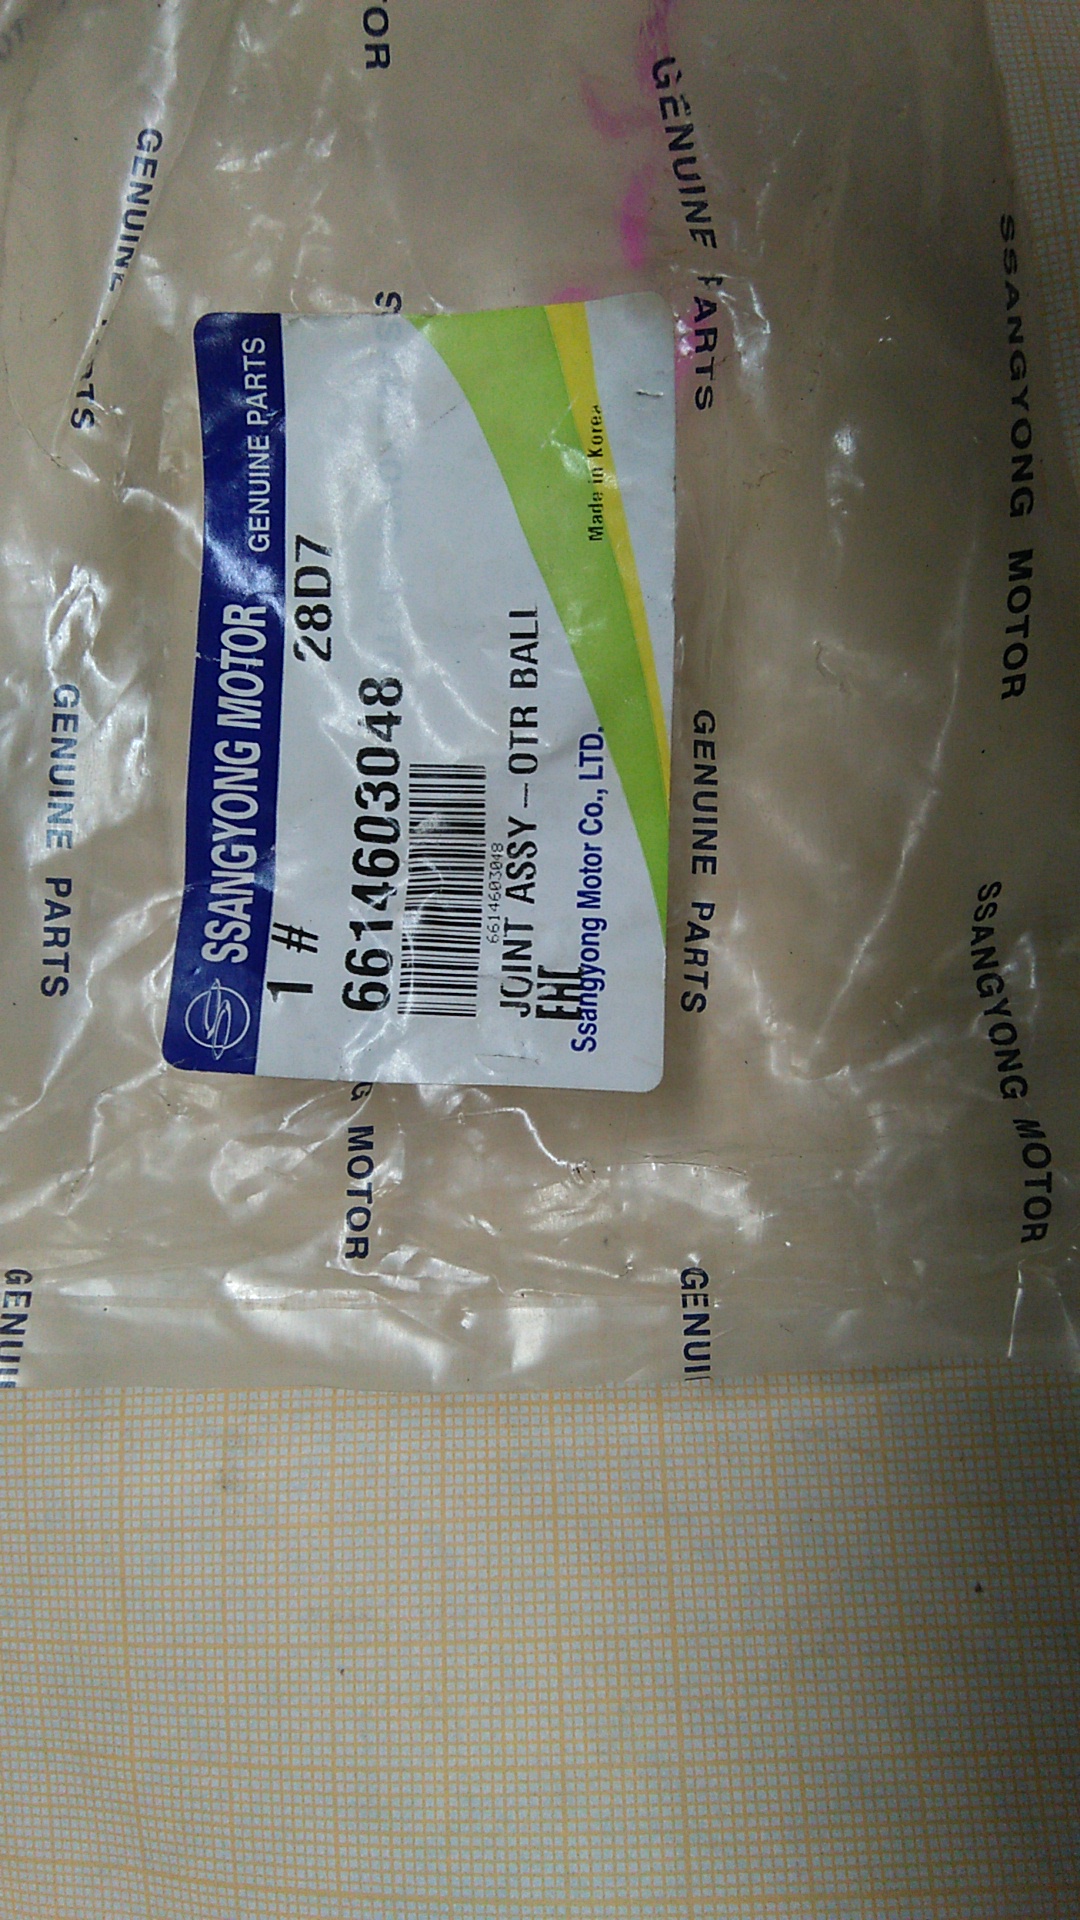 SSANGYONG MOTOR GENUINE PARTS
1 # 28D7
6614603048
6614603048
JOINT ASSY – OTR BALL
EAC
Ssangyong Motor Co., LTD. Made in Korea
GENUINE PARTS
GENUINE PARTS
GENUINE PARTS
GENUINE PARTS
SSANGYONG MOTOR
SSANGYONG MOTOR
MOTOR